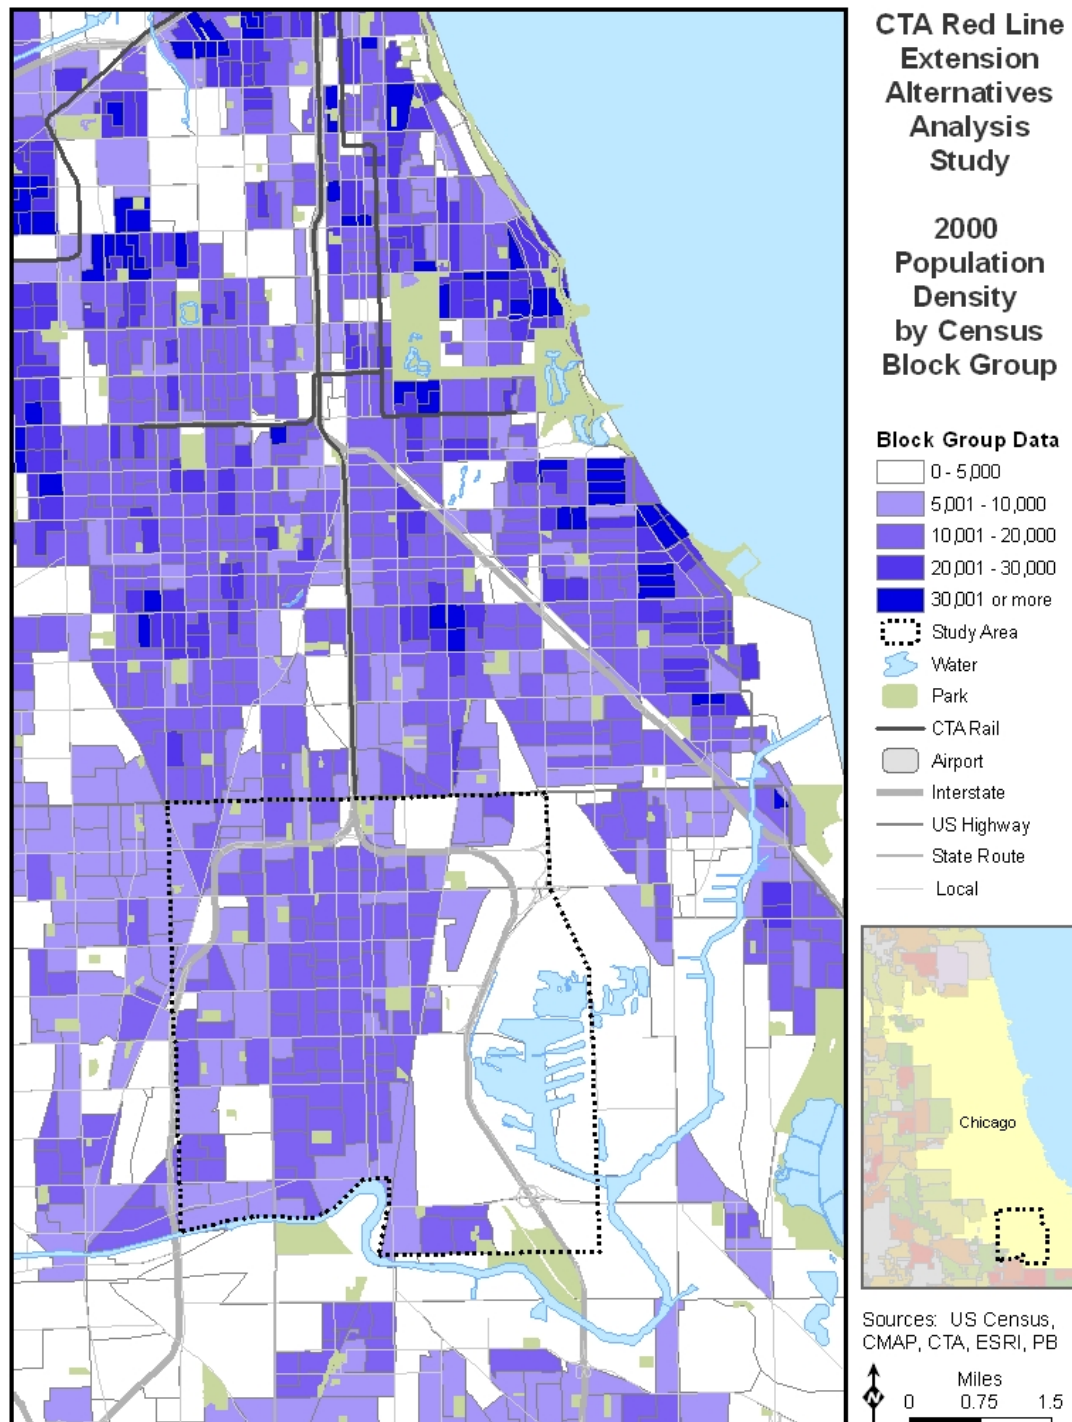 CTA Red Line
Extension
Alternatives
Analysis
Study
2000
Population
Density
by Census
Block Group
Block Group Data
0 - 5,000
5,001 - 10,000
10,001 - 20,000
20,001 - 30,000
30,001 or more
Study Area
Water
Park
CTA Rail
Airport
Interstate
US Highway
State Route
Local
Chicago
Sources: US Census,
CMAP, CTA, ESRI, PB
N
Miles
0 0.75 1.5